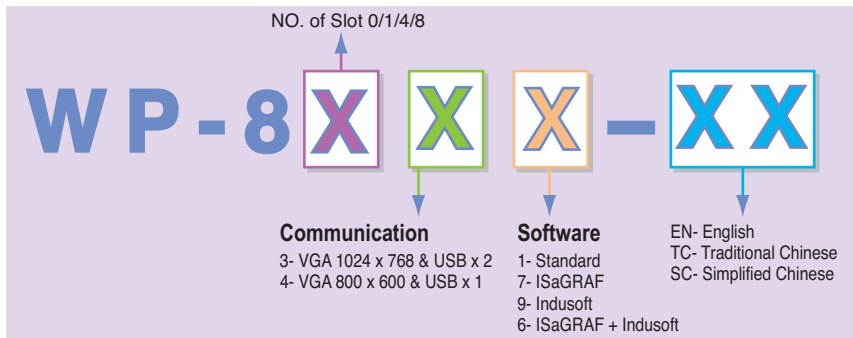 NO. of Slot 0/1/4/8
WP-8XXX-XX
Communication
3- VGA 1024 x 768 & USB x 2
4- VGA 800 x 600 & USB x 1
Software
1- Standard
7- ISaGRAF
9- Indusoft
6- ISaGRAF + Indusoft
EN- English
TC- Traditional Chinese
SC- Simplified Chinese